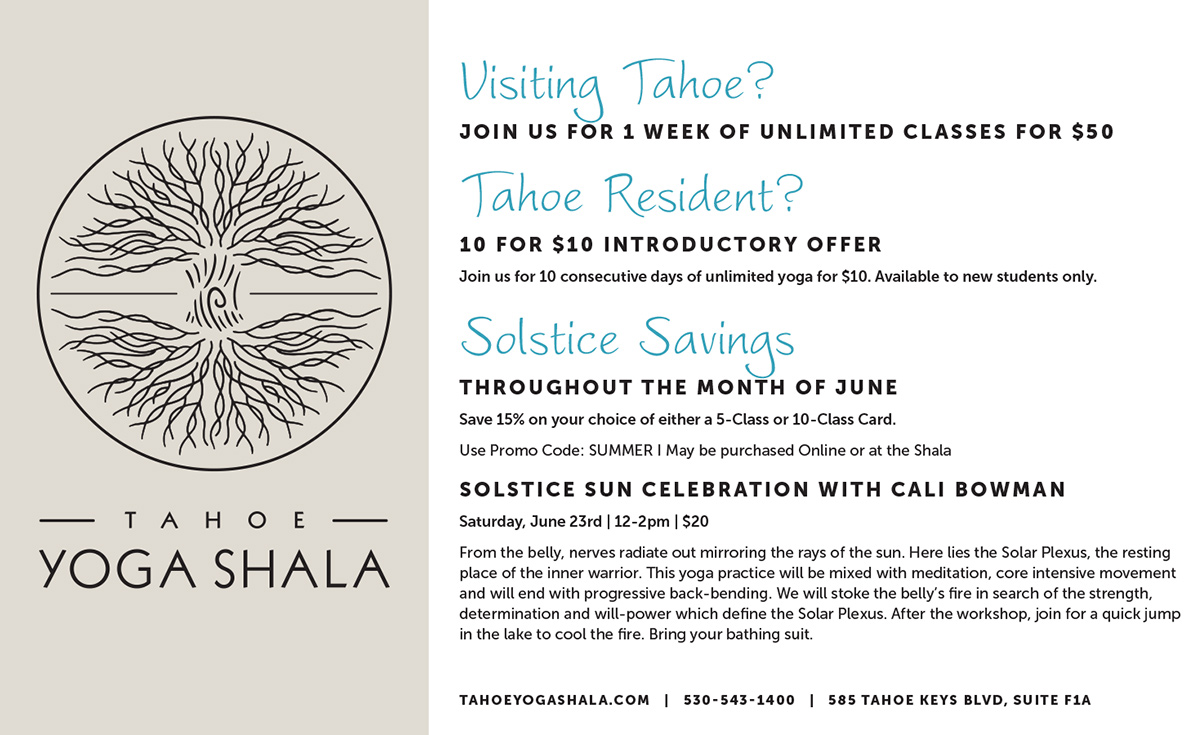 TAHOE
YOGA SHALA
Visiting Tahoe?
JOIN US FOR 1 WEEK OF UNLIMITED CLASSES FOR $50
Tahoe Resident?
10 FOR $10 INTRODUCTORY OFFER
Join us for 10 consecutive days of unlimited yoga for $10. Available to new students only.
Solstice Savings
THROUGHOUT THE MONTH OF JUNE
Save 15% on your choice of either a 5-Class or 10-Class Card.
Use Promo Code: SUMMER I May be purchased Online or at the Shala
SOLSTICE SUN CELEBRATION WITH CALI BOWMAN
Saturday, June 23rd | 12-2pm | $20
From the belly, nerves radiate out mirroring the rays of the sun. Here lies the Solar Plexus, the resting
place of the inner warrior. This yoga practice will be mixed with meditation, core intensive movement
and will end with progressive back-bending. We will stoke the belly's fire in search of the strength,
determination and will-power which define the Solar Plexus. After the workshop, join for a quick jump
in the lake to cool the fire. Bring your bathing suit.
TAHOEYOGASHALA.COM | 530-543-1400 | 585 TAHOE KEYS BLVD, SUITE F1A